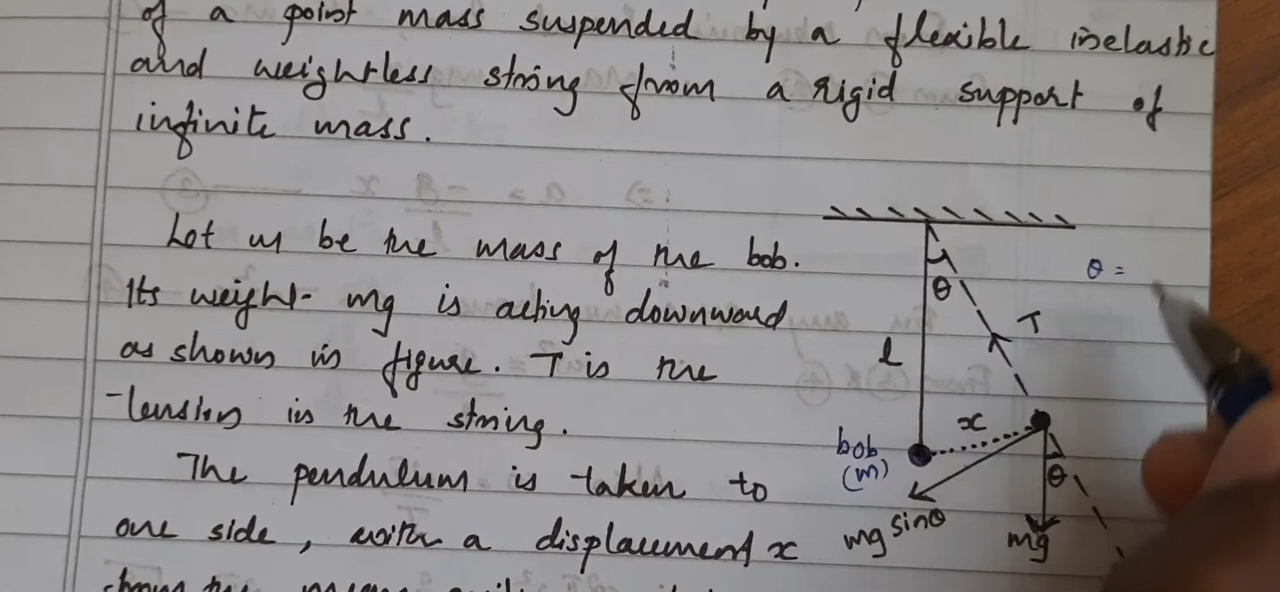 of a point mass suspended by a flexible inelastic
and weightless string from a rigid support of
infinite mass.
Let m be the mass of the bob.
Its weight mg is acting downward
as shown in figure. T is the
tension in the string.
The pendulum is taken to
one side, with a displacement x
θ
θ =
T
l
x
bob
(m)
θ
mg sinθ
mg